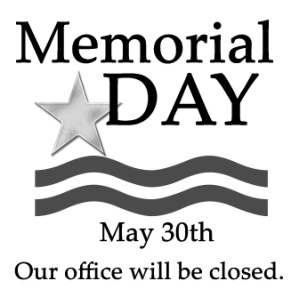 Memorial
DAY
May 30th
Our office will be closed.